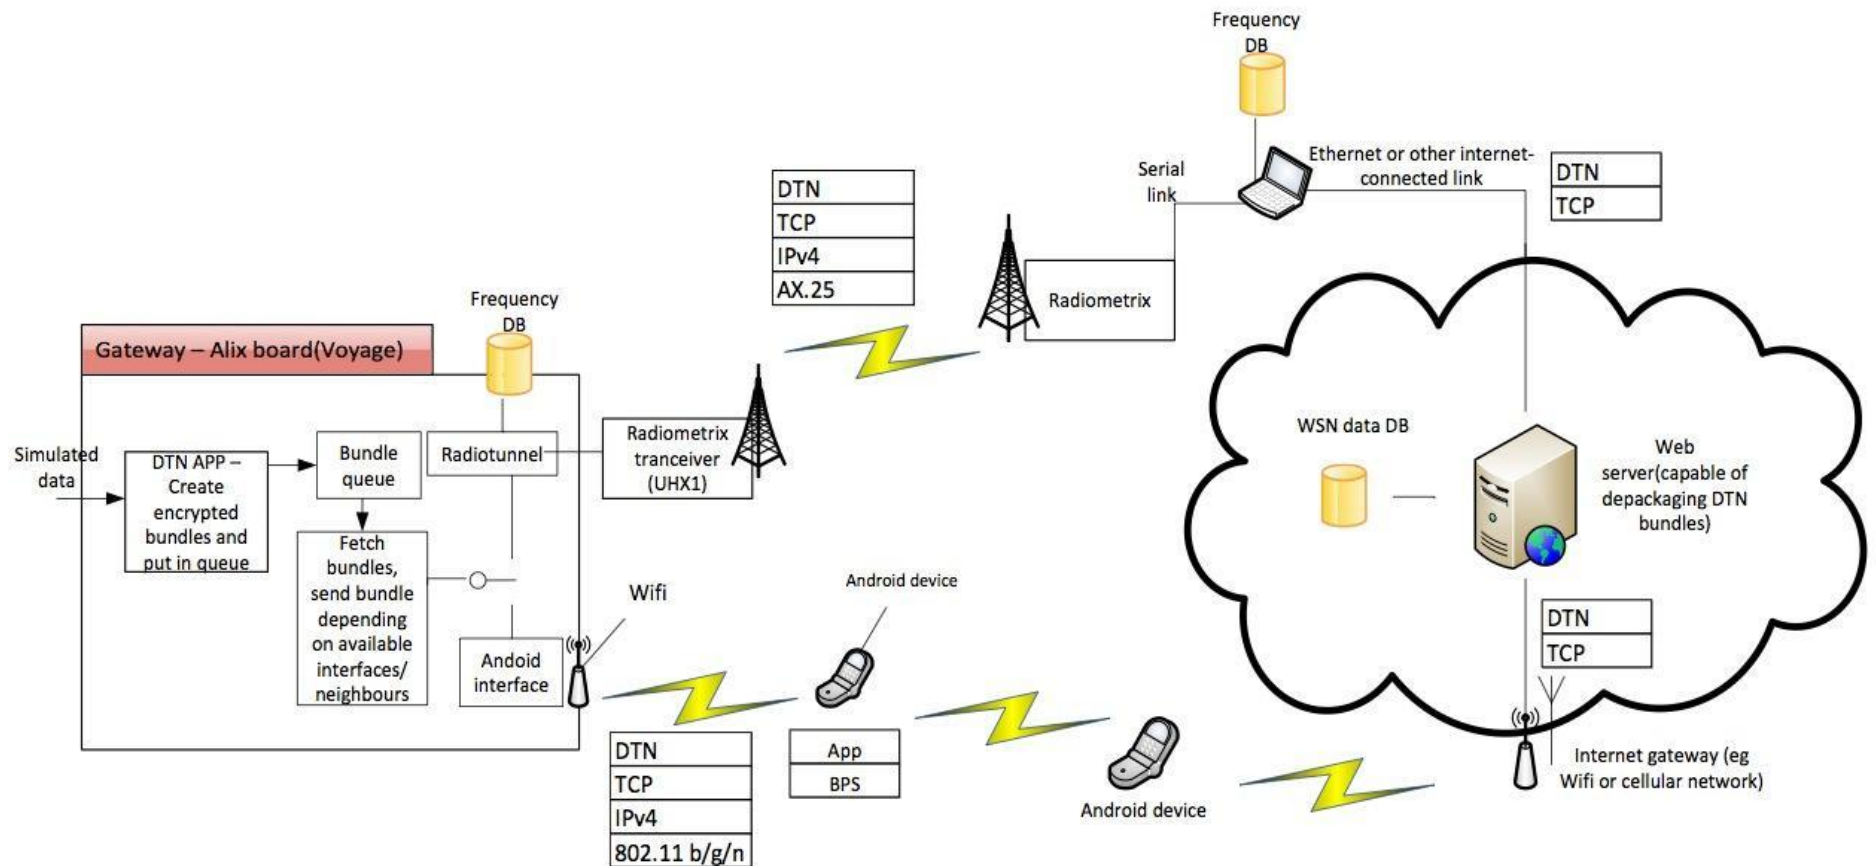 Frequency
DB
Ethernet or other internet-
connected link
Serial
link
DTN
TCP
DTN
TCP
IPv4
AX.25
Radiometrix
Frequency
DB
Gateway – Alix board(Voyage)
Simulated
data
DTN APP –
Create
encrypted
bundles and
put in queue
Bundle
queue
Radiotunnel
Radiometrix
tranceiver
(UHX1)
Fetch
bundles,
send bundle
depending
on available
interfaces/
neighbours
Andoid
interface
Wifi
Android device
WSN data DB
Web
server(capable of
depackaging DTN
bundles)
DTN
TCP
DTN
TCP
IPv4
802.11 b/g/n
App
BPS
Android device
Internet gateway (eg
Wifi or cellular network)